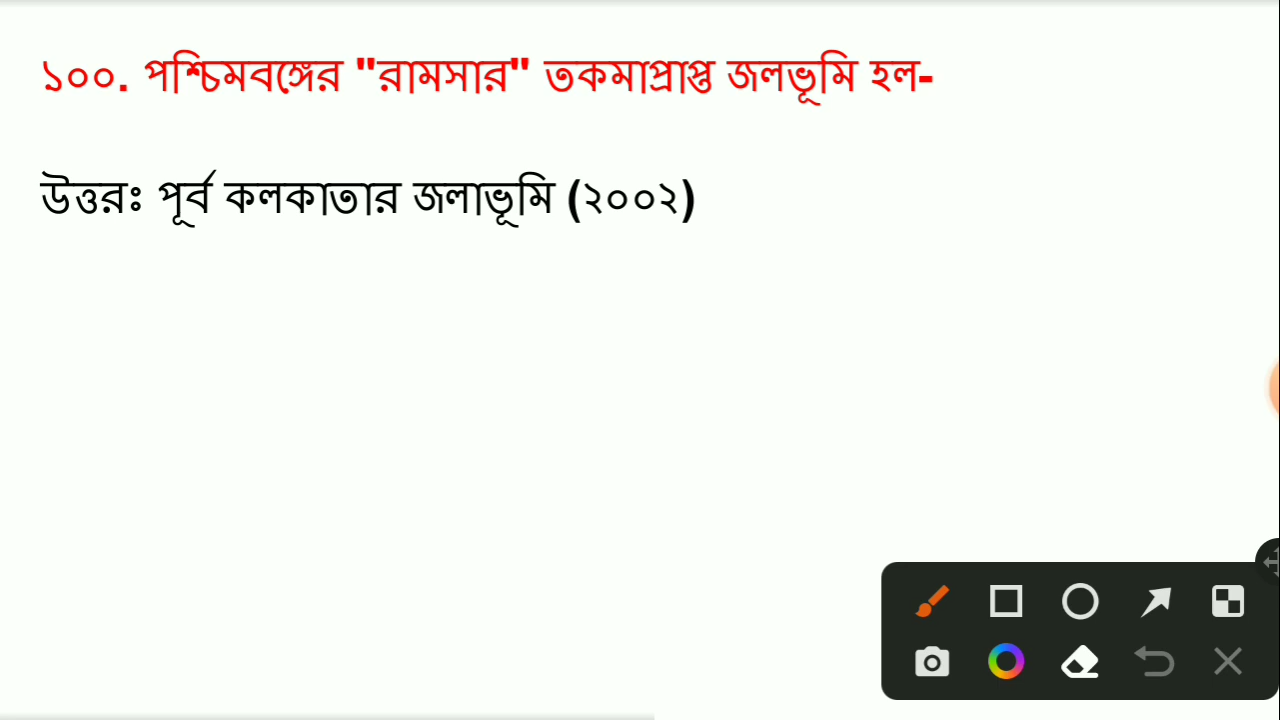 ১০০. পশ্চিমবঙ্গের "রামসার" তকমাপ্রাপ্ত জলভূমি হল-
উত্তরঃ পূর্ব কলকাতার জলাভূমি (২০০২)